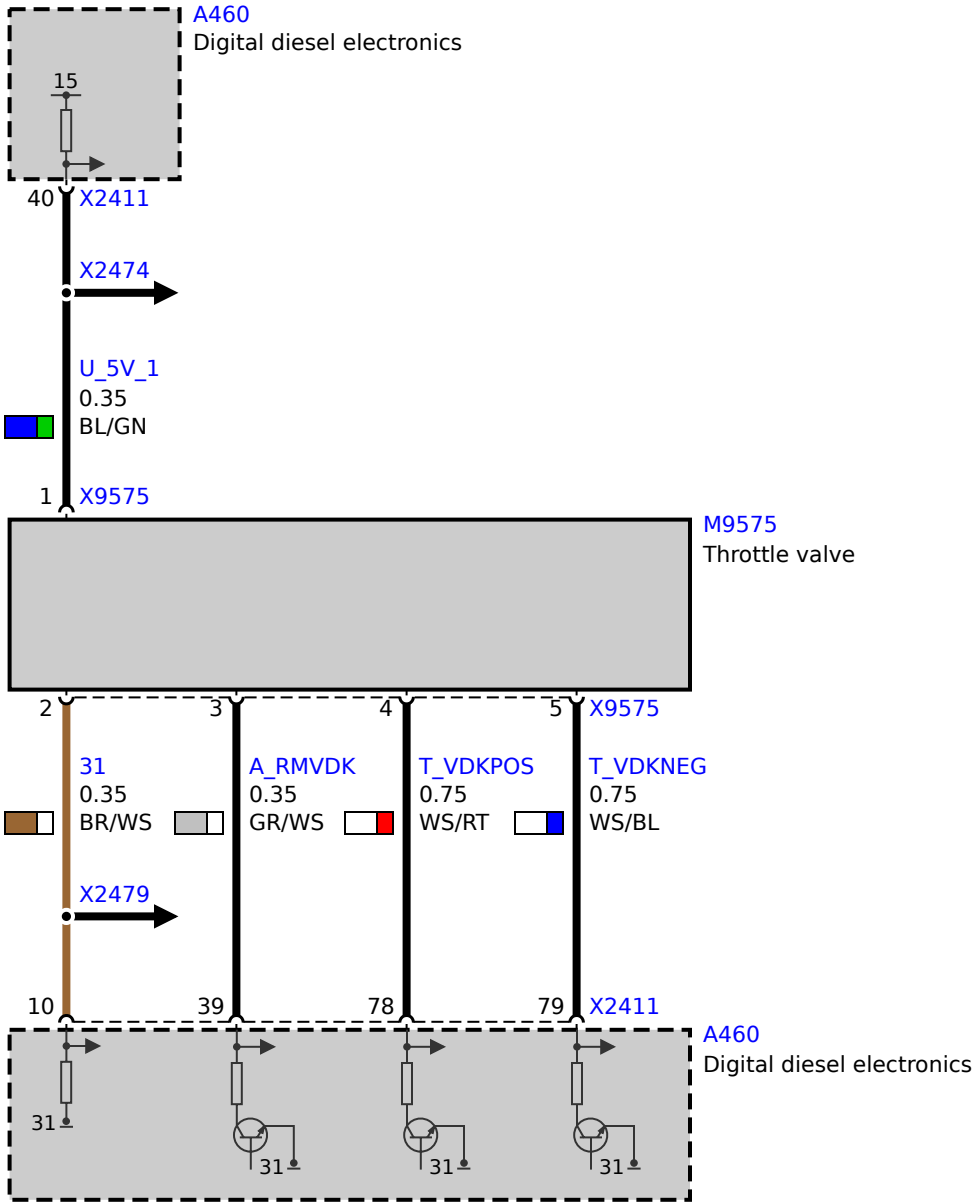 A460
Digital diesel electronics
15
40 X2411
X2474
U_5V_1
0.35
BL/GN
1 X9575
M9575
Throttle valve
2 3 4 5 X9575
31 A_RMVDK T_VDKPOS T_VDKNEG
0.35 0.35 0.75 0.75
BR/WS GR/WS WS/RT WS/BL
X2479
10 39 78 79 X2411
A460
Digital diesel electronics
31
31 31 31